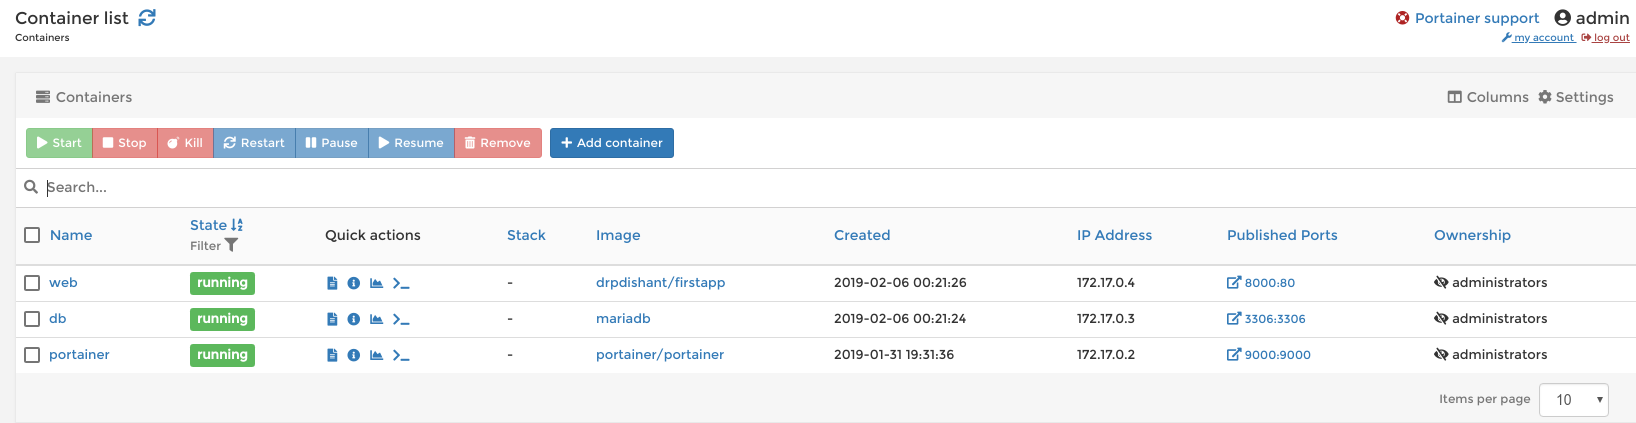 Container list
Portainer support admin
Containers
my account log out
Containers
Columns Settings
Start Stop Kill Restart Pause Resume Remove Add container
Search...
Name State Filter Quick actions Stack Image Created IP Address Published Ports Ownership
web running - drpdishant/firstapp 2019-02-06 00:21:26 172.17.0.4 8000:80 administrators
db running - mariadb 2019-02-06 00:21:24 172.17.0.3 3306:3306 administrators
portainer running - portainer/portainer 2019-01-31 19:31:36 172.17.0.2 9000:9000 administrators
Items per page 10